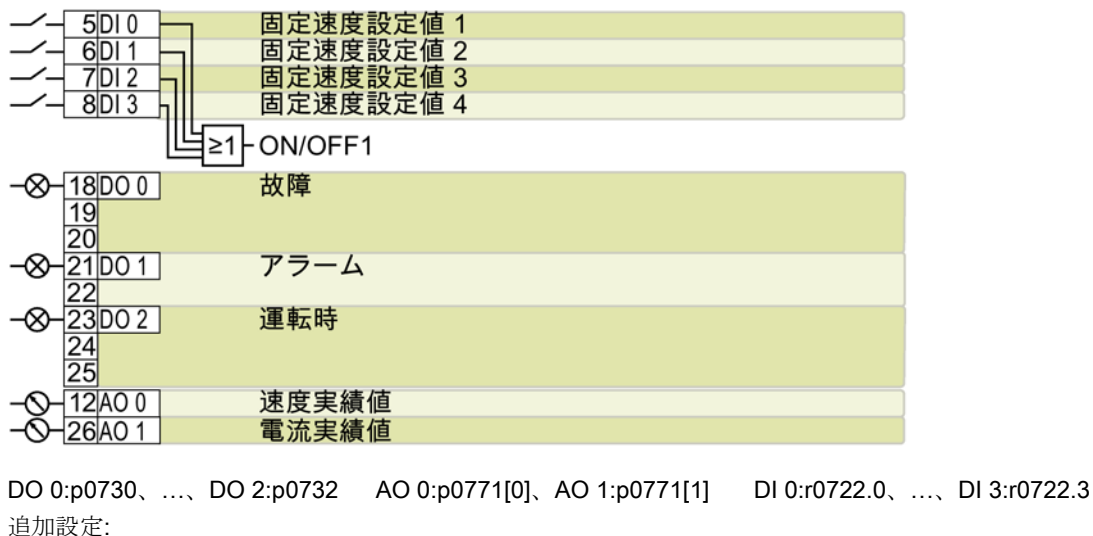 5 DI 0 固定速度設定値 1
6 DI 1 固定速度設定値 2
7 DI 2 固定速度設定値 3
8 DI 3 固定速度設定値 4
≥1 ON/OFF1
18 DO 0 故障
19
20
21 DO 1 アラーム
22
23 DO 2 運転時
24
25
12 AO 0 速度実績値
26 AO 1 電流実績値
DO 0:p0730、…、DO 2:p0732 AO 0:p0771[0]、AO 1:p0771[1] DI 0:r0722.0、…、DI 3:r0722.3
追加設定: